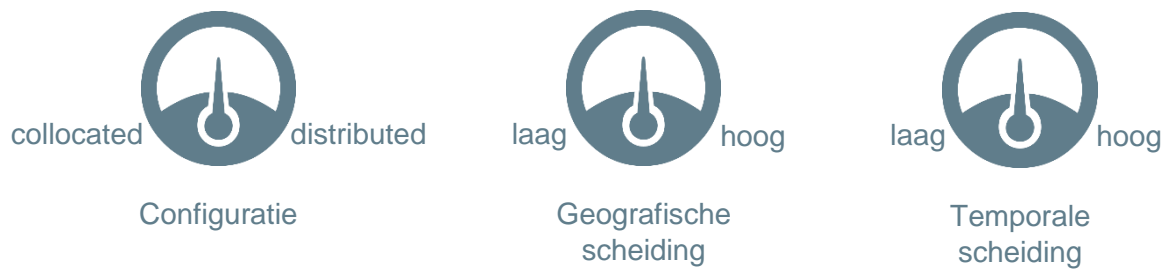 collocated distributed
Configuratie
laag hoog
Geografische
scheiding
laag hoog
Temporale
scheiding